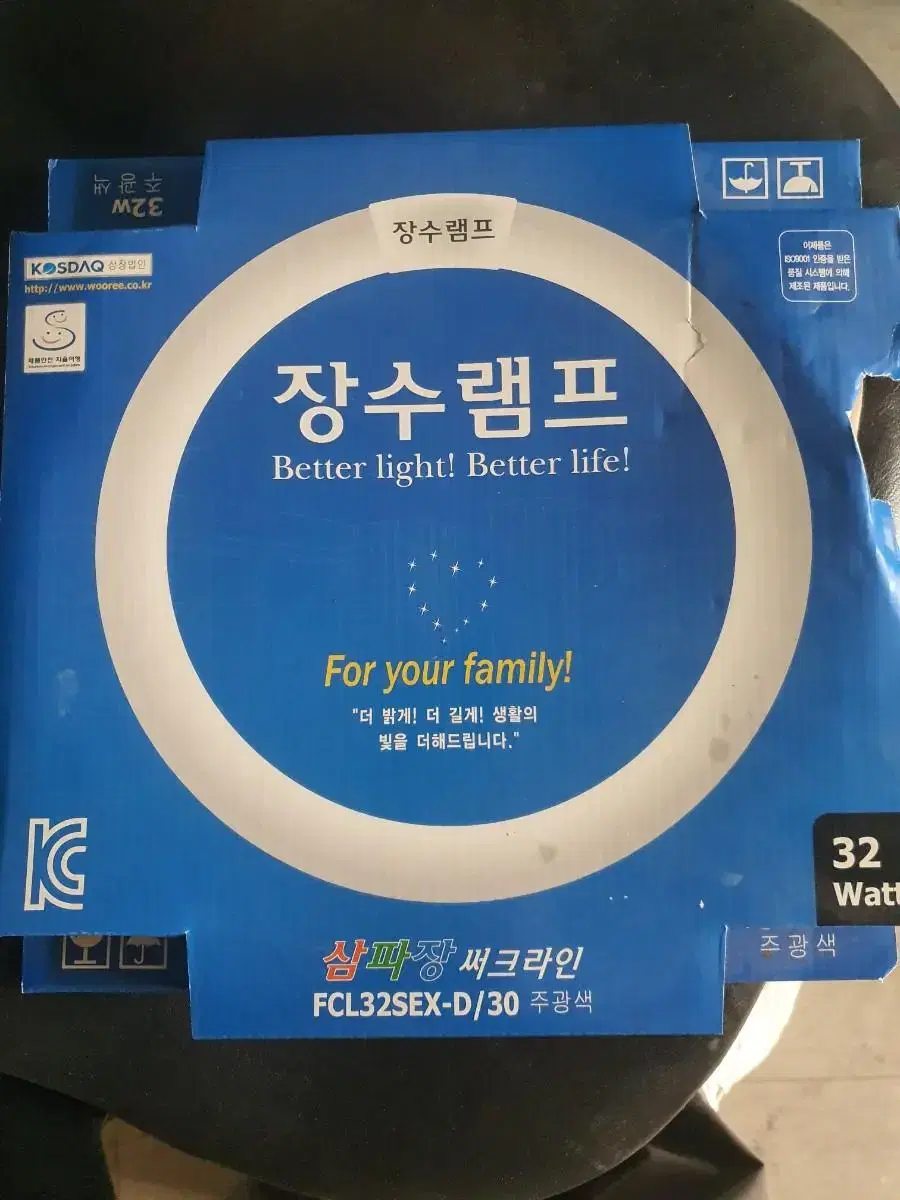 32W
주광색
KOSDAQ 상장법인
http://www.wooree.co.kr
이제품은
ISO9001 인증을 받은
품질 시스템에 의해
제조된 제품입니다.
장수램프
장수램프
Better light! Better life!
For your family!
"더 밝게! 더 길게! 생활의
빛을 더해드립니다."
32
Watt
삼파장 써크라인
FCL32SEX-D/30 주광색
주광색